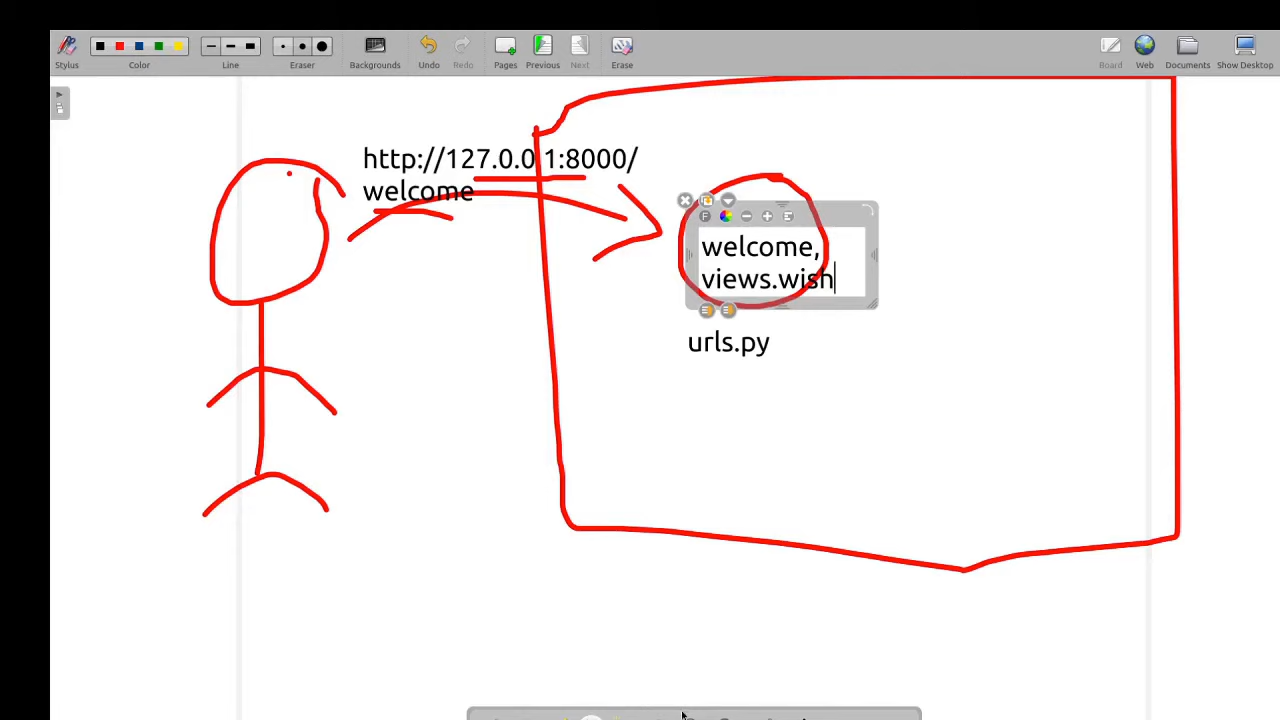 Stylus
Color
Line
Eraser
Backgrounds
Undo
Redo
Pages
Previous
Next
Erase
Board
Web
Documents
Show Desktop
http://127.0.0.1:8000/
welcome
welcome,
views.wish
urls.py